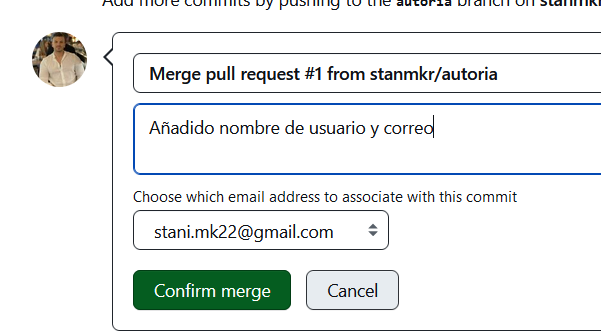 Add more commits by pushing to the autoria branch on stanmkr
Merge pull request #1 from stanmkr/autoria
Añadido nombre de usuario y correo
Choose which email address to associate with this commit
stani.mk22@gmail.com
Confirm merge
Cancel